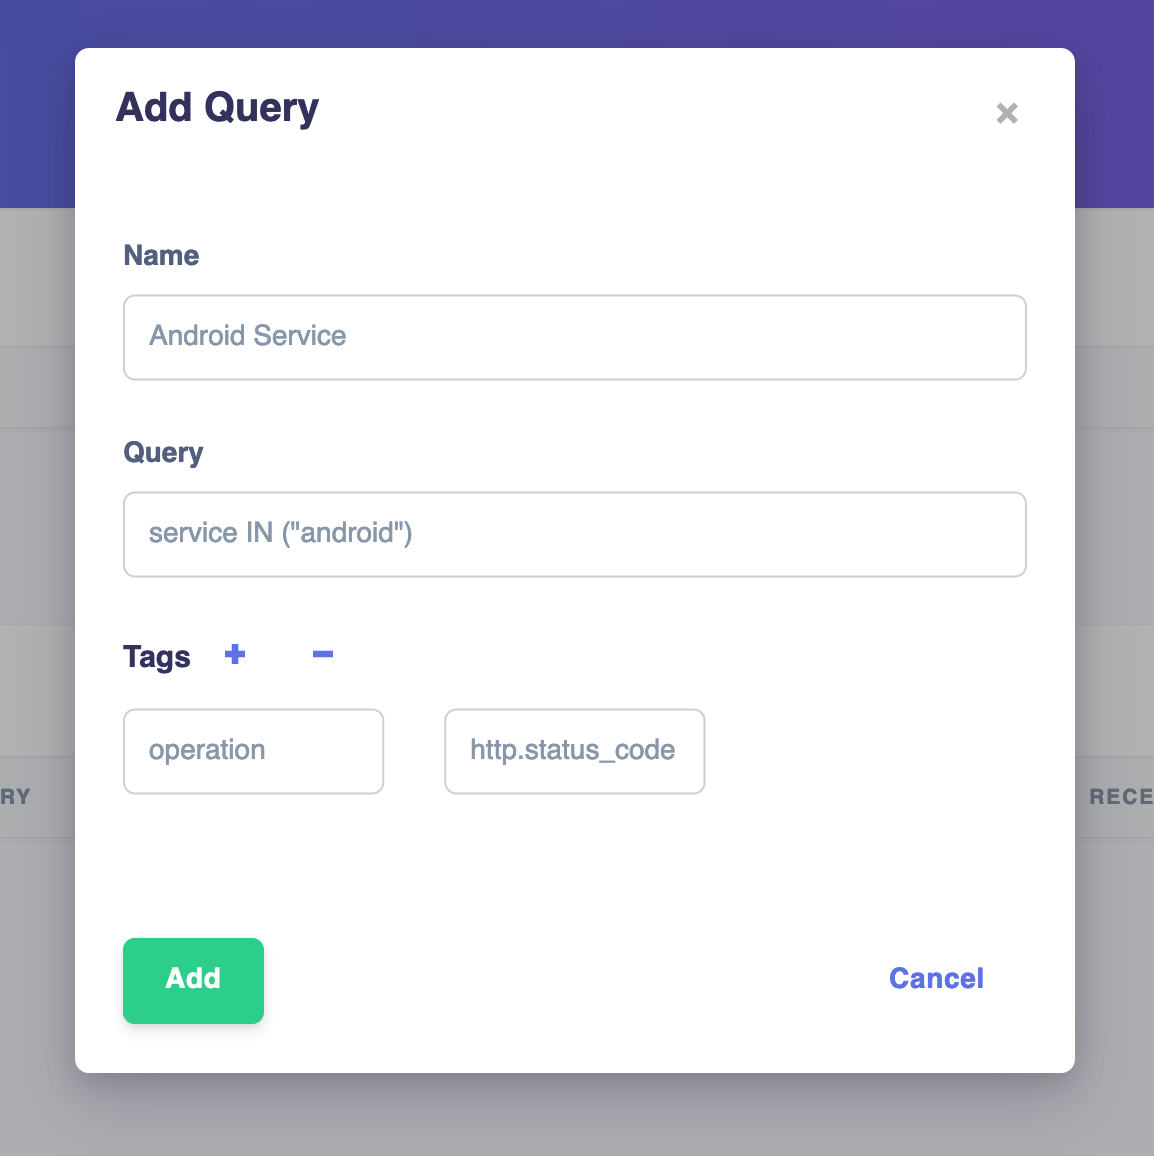 Add Query
×
Name
Android Service
Query
service IN ("android")
Tags + −
operation http.status_code
RY RECE
Add Cancel